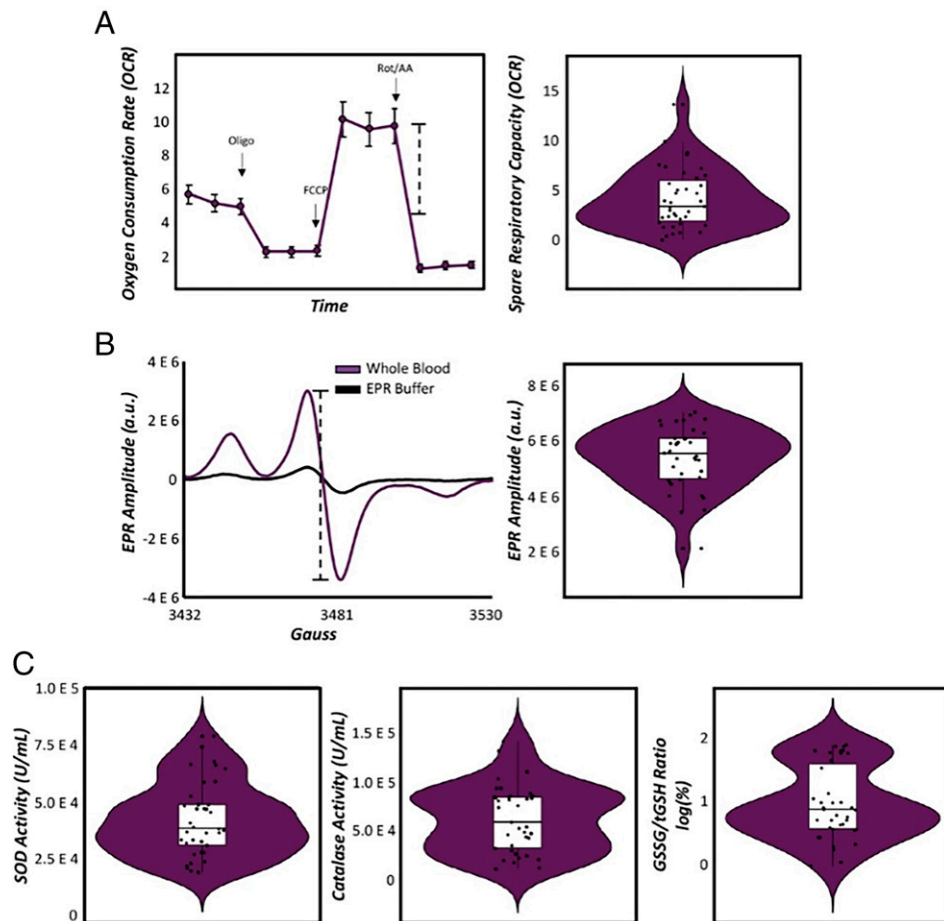 A
Oxygen Consumption Rate (OCR)
12
10
8
6
4
2
Oligo
FCCP
Rot/AA
Time
Spare Respiratory Capacity (OCR)
15
10
5
0
B
EPR Amplitude (a.u.)
4 E 6
2 E 6
0
-2 E 6
-4 E 6
Whole Blood
EPR Buffer
3432
3481
3530
Gauss
EPR Amplitude (a.u.)
8 E 6
6 E 6
4 E 6
2 E 6
C
SOD Activity (U/mL)
1.0 E 5
7.5 E 4
5.0 E 4
2.5 E 4
0
Catalase Activity (U/mL)
1.5 E 5
1.0 E 5
5.0 E 4
0
GSSG/tGSH Ratio
log(%)
2
1
0